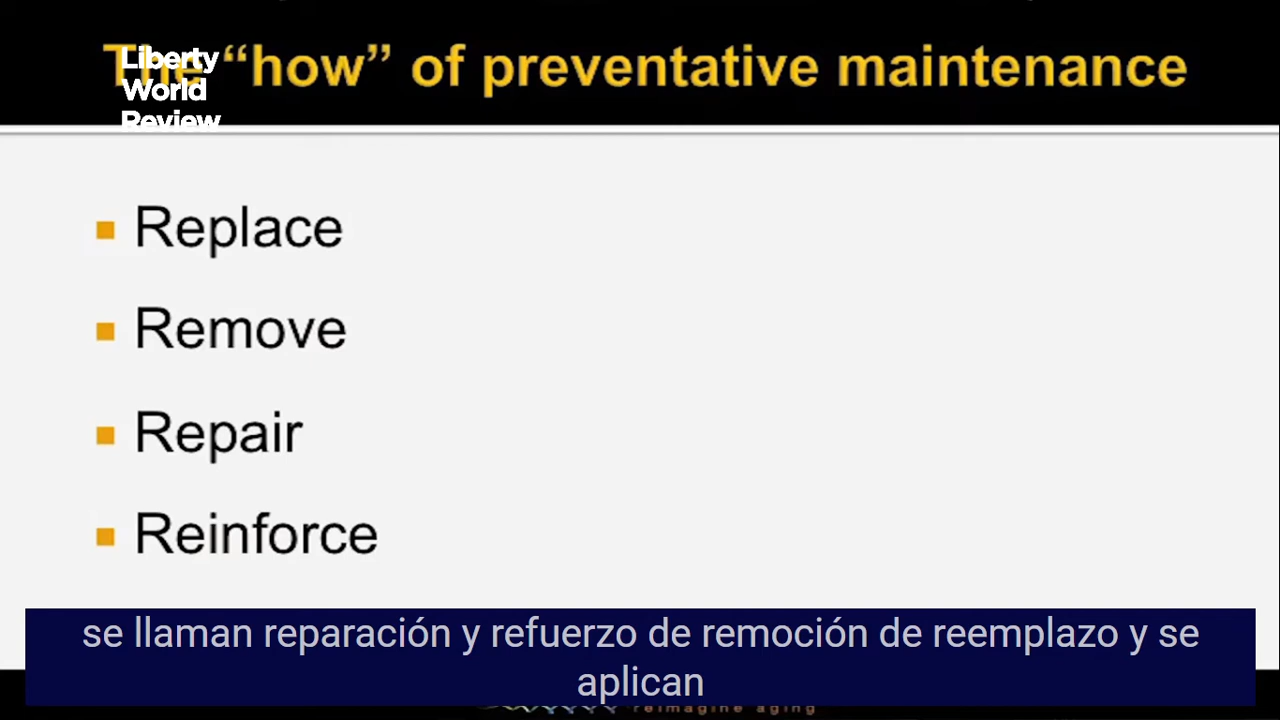 The “how” of preventative maintenance
Liberty
World
Review
Replace
Remove
Repair
Reinforce
se llaman reparación y refuerzo de remoción de reemplazo y se
aplican
reimagine aging